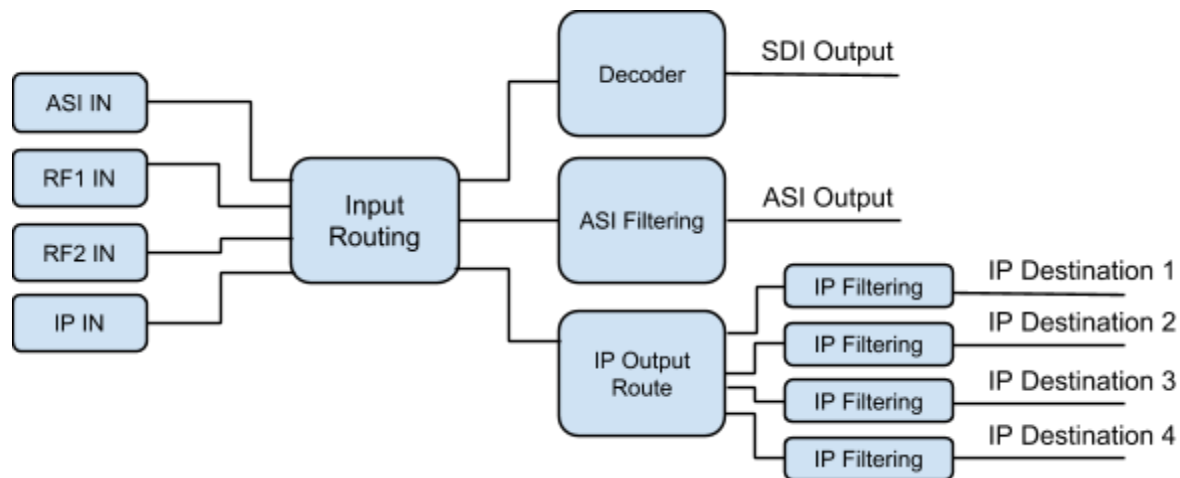 ASI IN
RF1 IN
RF2 IN
IP IN
Input
Routing
Decoder
SDI Output
ASI Filtering
ASI Output
IP Output
Route
IP Filtering
IP Destination 1
IP Filtering
IP Destination 2
IP Filtering
IP Destination 3
IP Filtering
IP Destination 4